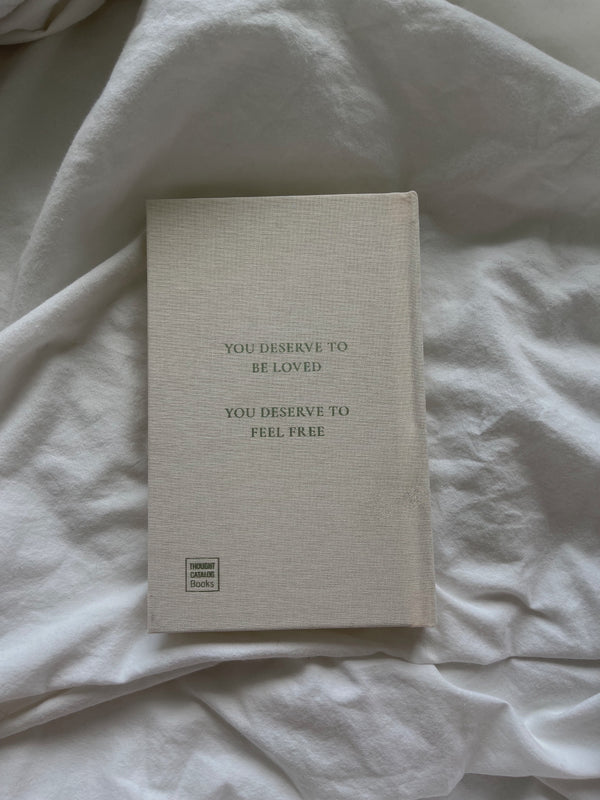 YOU DESERVE TO
BE LOVED
YOU DESERVE TO
FEEL FREE
THOUGHT
CATALOG
Books